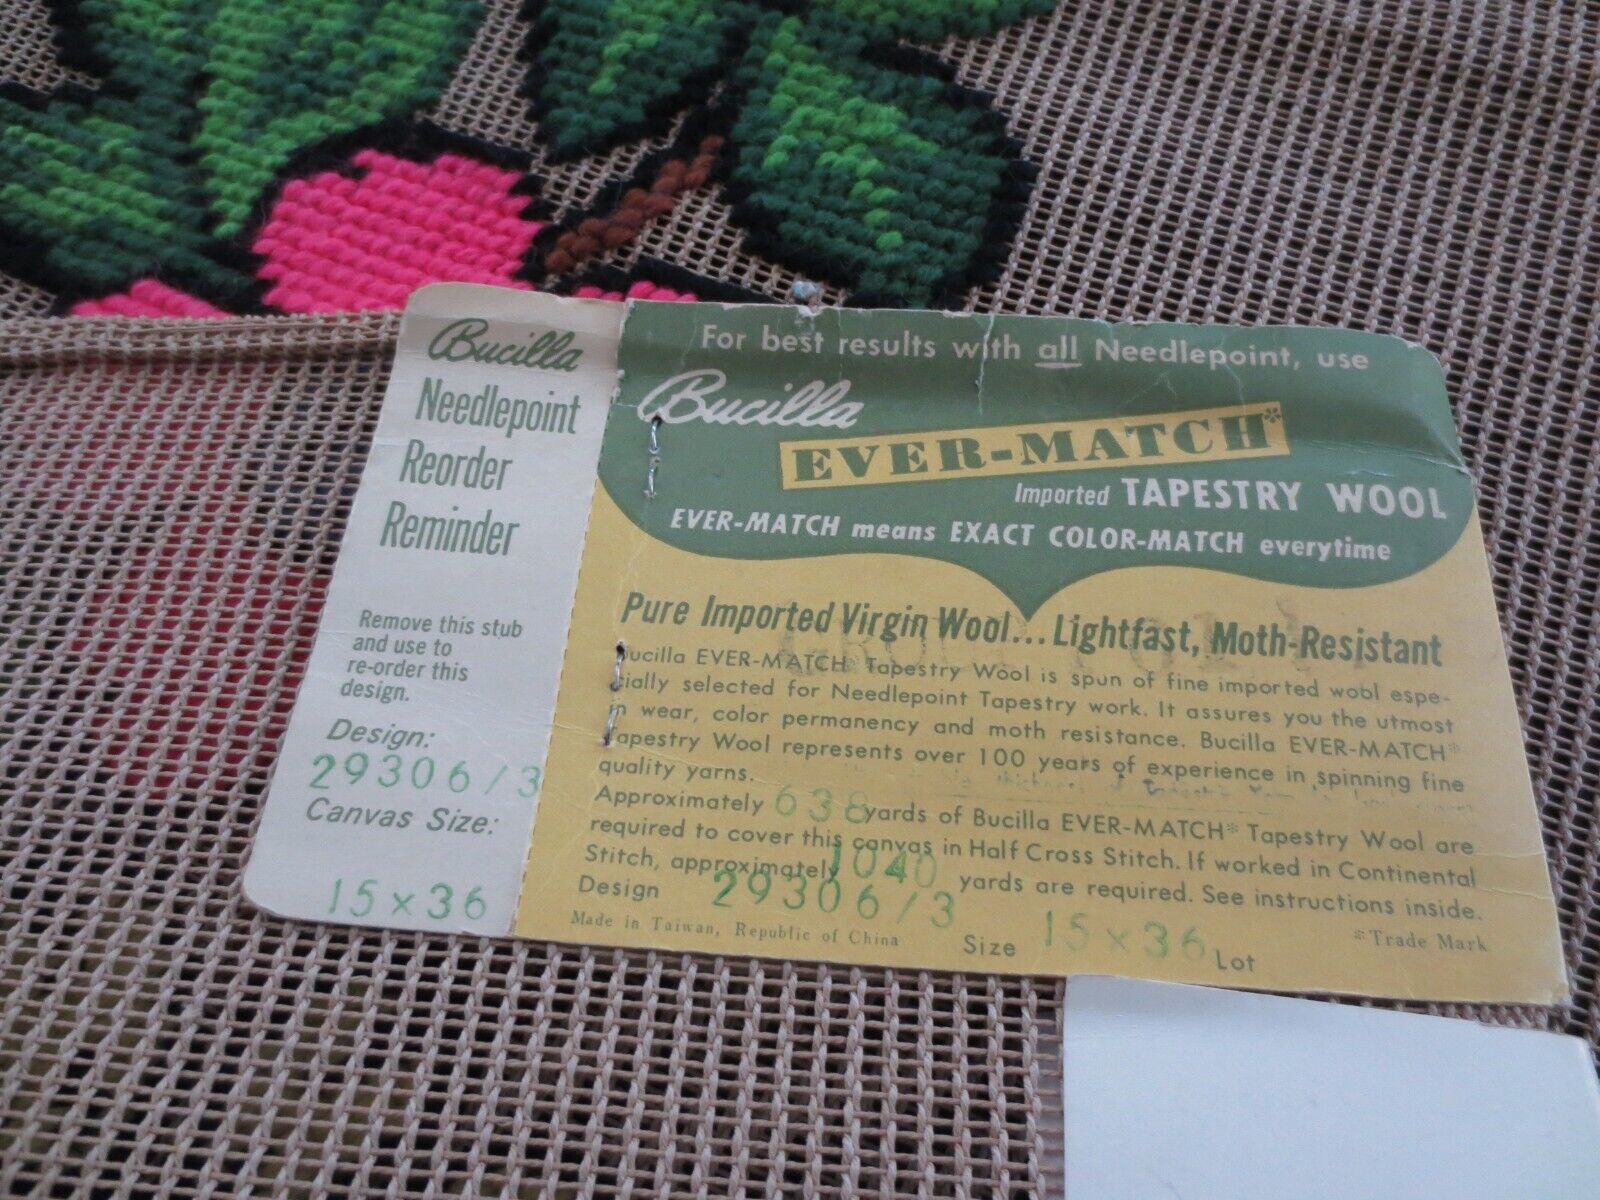 Bucilla
Needlepoint
Reorder
Reminder
Remove this stub
and use to
re-order this
design.
Design:
29306/3
Canvas Size:
15 x 36
For best results with all Needlepoint, use
Bucilla
EVER-MATCH*
Imported TAPESTRY WOOL
EVER-MATCH means EXACT COLOR-MATCH everytime
Pure Imported Virgin Wool... Lightfast, Moth-Resistant
Bucilla EVER-MATCH* Tapestry Wool is spun of fine imported wool espe-
cially selected for Needlepoint Tapestry work. It assures you the utmost
in wear, color permanency and moth resistance. Bucilla EVER-MATCH*
Tapestry Wool represents over 100 years of experience in spinning fine
quality yarns.
Approximately 638 yards of Bucilla EVER-MATCH* Tapestry Wool are
required to cover this canvas in Half Cross Stitch. If worked in Continental
Stitch, approximately 1040 yards are required. See instructions inside.
Design 29306/3 Size 15 x 36 Lot
Made in Taiwan, Republic of China
*Trade Mark